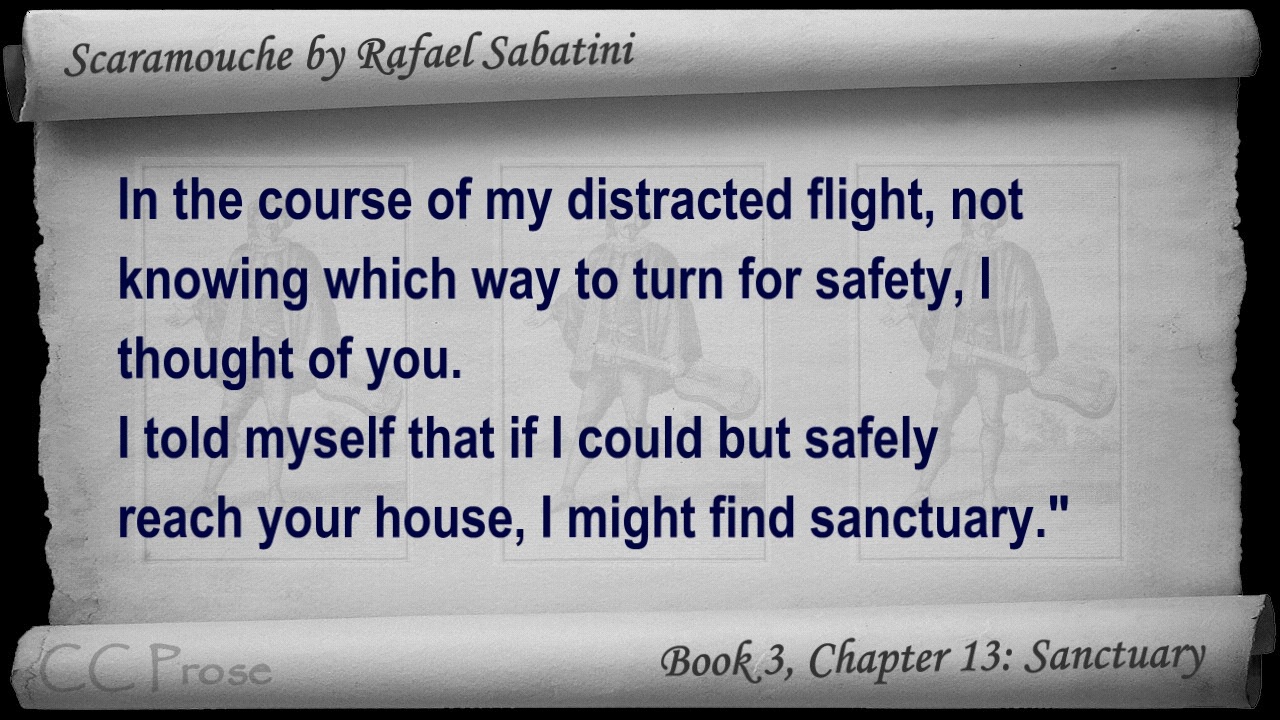 Scaramouche by Rafael Sabatini
In the course of my distracted flight, not
knowing which way to turn for safety, I
thought of you.
I told myself that if I could but safely
reach your house, I might find sanctuary."
CC Prose
Book 3, Chapter 13: Sanctuary